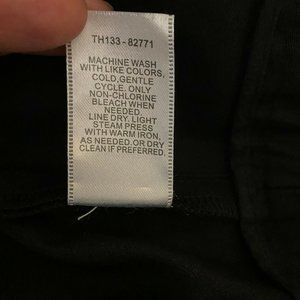 TH133-82771
MACHINE WASH
WITH LIKE COLORS,
COLD,GENTLE
CYCLE. ONLY
NON-CHLORINE
BLEACH WHEN
NEEDED.
LINE DRY. LIGHT
STEAM PRESS
WITH WARM IRON,
AS NEEDED.OR DRY
CLEAN IF PREFERRED.